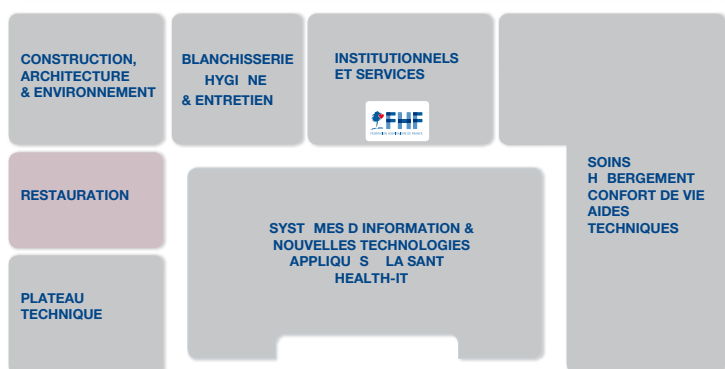 CONSTRUCTION,
ARCHITECTURE
& ENVIRONNEMENT
BLANCHISSERIE
HYGI NE
& ENTRETIEN
INSTITUTIONNELS
ET SERVICES
FHF
RESTAURATION
SYST MES D INFORMATION &
NOUVELLES TECHNOLOGIES
APPLIQU S LA SANT
HEALTH-IT
SOINS
H BERGEMENT
CONFORT DE VIE
AIDES
TECHNIQUES
PLATEAU
TECHNIQUE